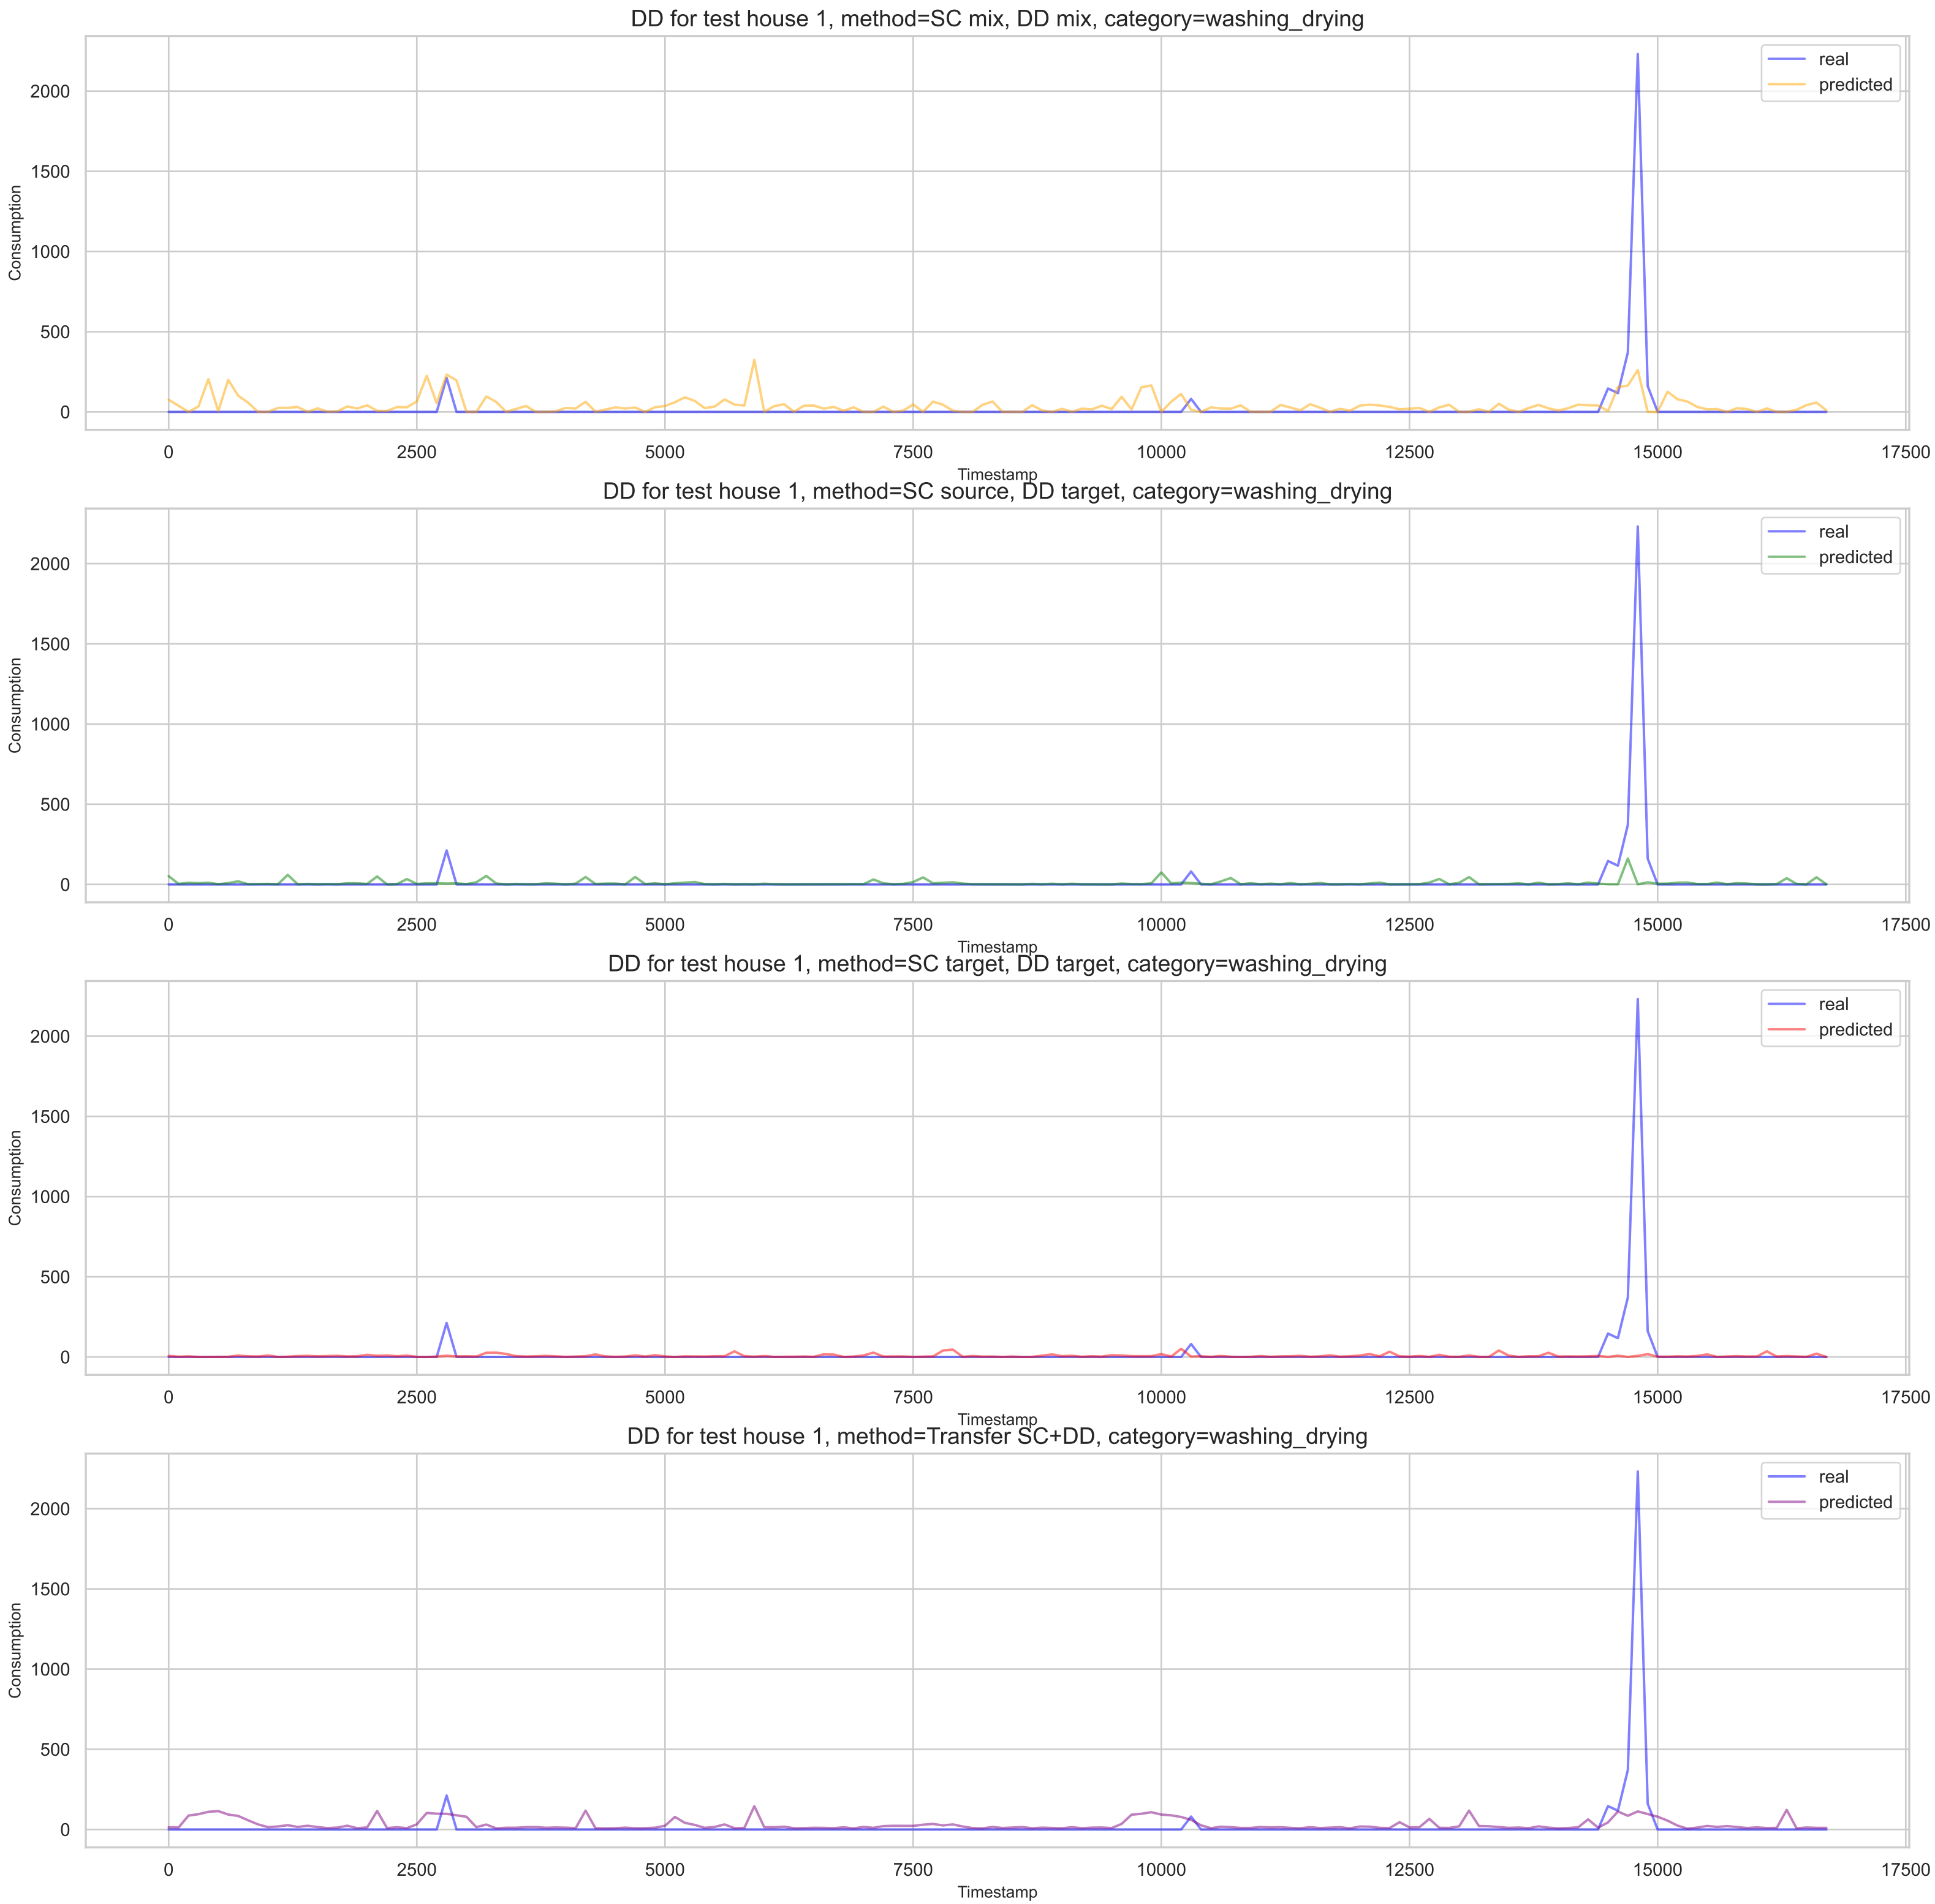 DD for test house 1, method=SC mix, DD mix, category=washing_drying
real
predicted
2000
1500
1000
500
0
Consumption
0 2500 5000 7500 10000 12500 15000 17500
Timestamp
DD for test house 1, method=SC source, DD target, category=washing_drying
real
predicted
2000
1500
1000
500
0
Consumption
0 2500 5000 7500 10000 12500 15000 17500
Timestamp
DD for test house 1, method=SC target, DD target, category=washing_drying
real
predicted
2000
1500
1000
500
0
Consumption
0 2500 5000 7500 10000 12500 15000 17500
Timestamp
DD for test house 1, method=Transfer SC+DD, category=washing_drying
real
predicted
2000
1500
1000
500
0
Consumption
0 2500 5000 7500 10000 12500 15000 17500
Timestamp